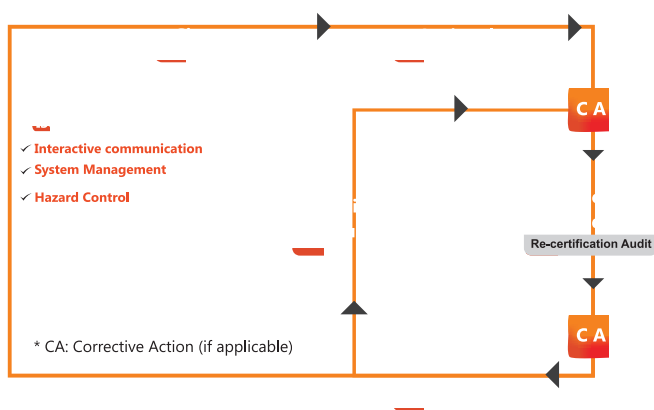 C A
Interactive communication
System Management
Hazard Control
Re-certification Audit
C A
* CA: Corrective Action (if applicable)